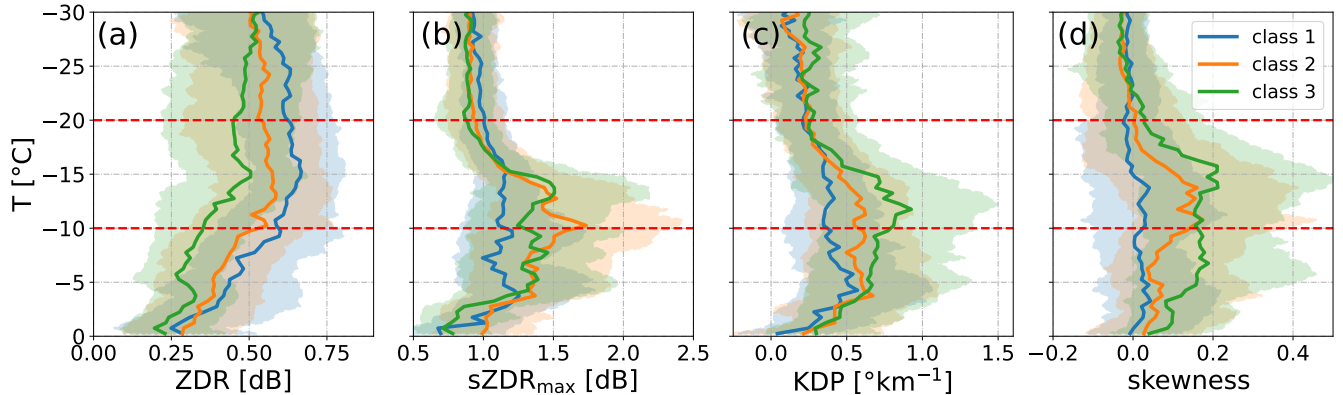 (a)
(b)
(c)
(d)
class 1
class 2
class 3
T [°C]
−30
−25
−20
−15
−10
−5
0
0.00 0.25 0.50 0.75
ZDR [dB]
0.5 1.0 1.5 2.0 2.5
sZDRmax [dB]
0.0 0.5 1.0 1.5
KDP [°km⁻¹]
−0.2 0.0 0.2 0.4
skewness